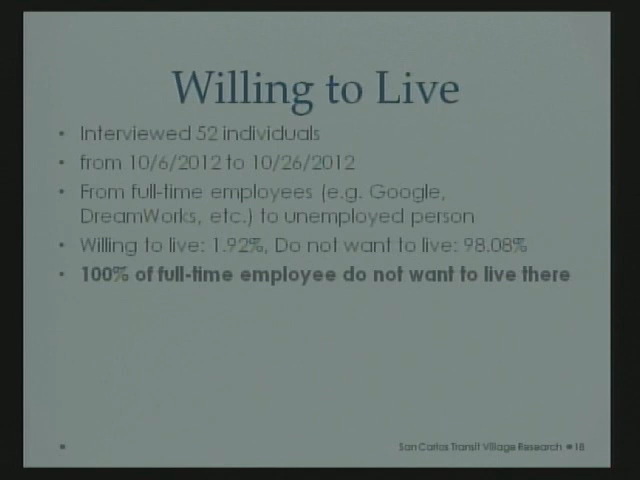 Willing to Live
• Interviewed 52 individuals
• from 10/6/2012 to 10/26/2012
• From full-time employees (e.g. Google,
DreamWorks, etc.) to unemployed person
• Willing to live: 1.92%, Do not want to live: 98.08%
• 100% of full-time employee do not want to live there
San Carlos Transit Village Research • 18